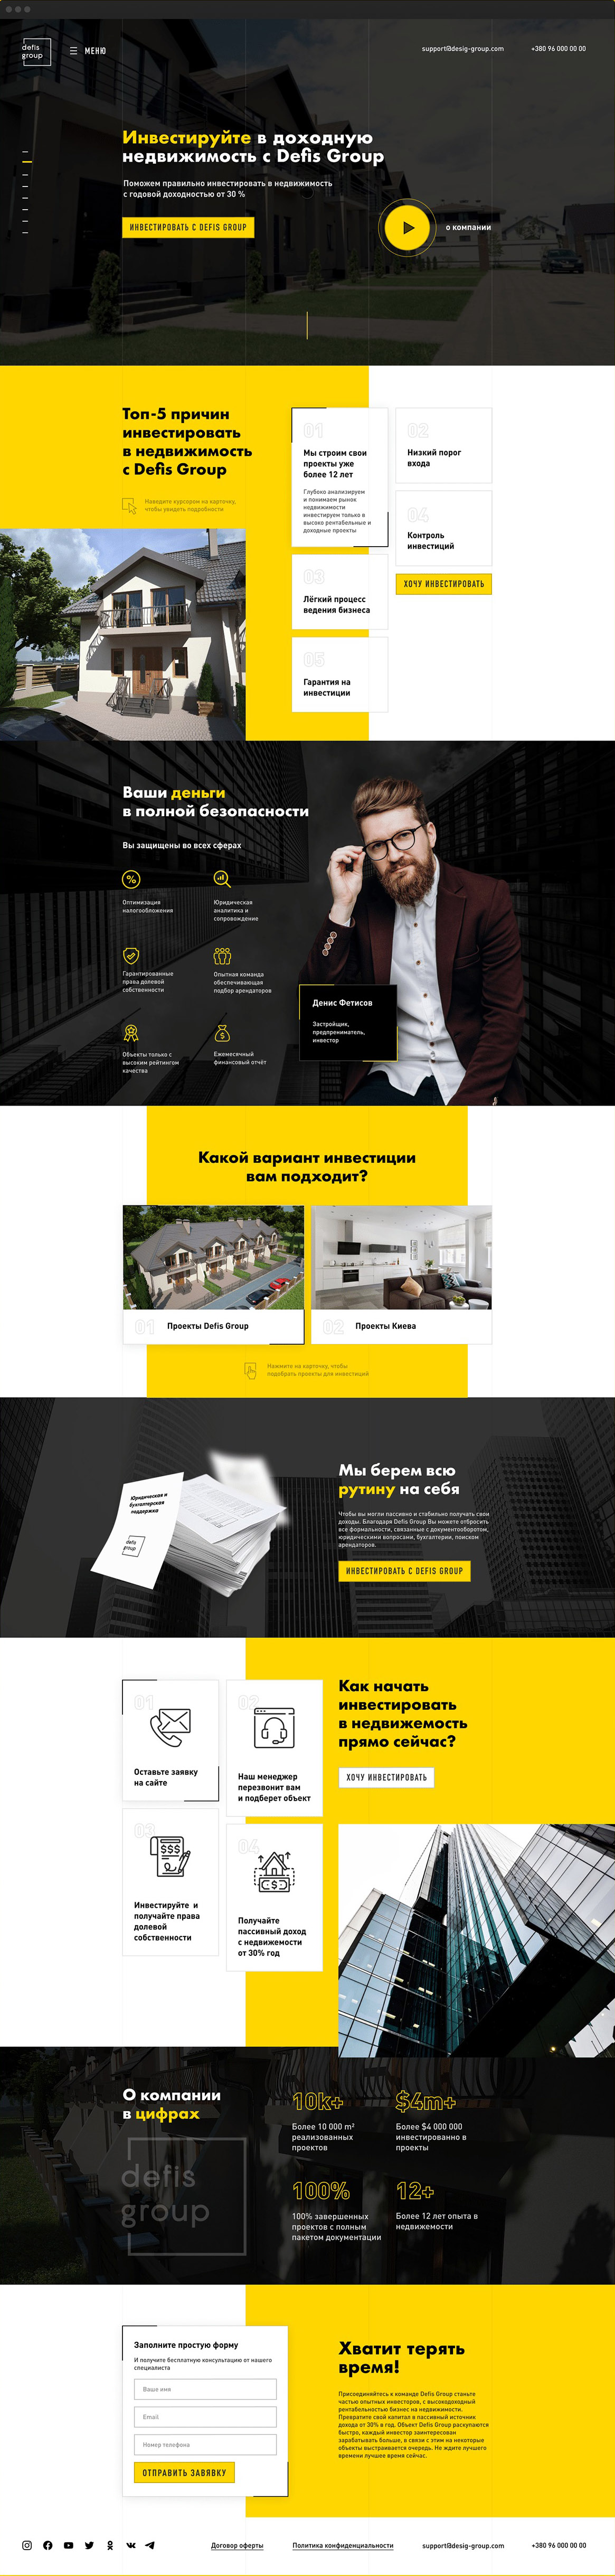 defis
group
МЕНЮ
support@desig-group.com
+380 96 000 00 00
Инвестируйте в доходную
недвижимость с Defis Group
Поможем правильно инвестировать в недвижимость
с годовой доходностью от 30 %
ИНВЕСТИРОВАТЬ С DEFIS GROUP
о компании
Топ-5 причин
инвестировать
в недвижимость
с Defis Group
Наводите курсором на карточку,
чтобы увидеть подробности
01
Мы строим свои
проекты уже
более 12 лет
Глубоко анализируем
и понимаем рынок
недвижимости
инвестируем только в
высоко рентабельные и
доходные проекты
02
Низкий порог
входа
03
Лёгкий процесс
ведения бизнеса
04
Контроль
инвестиций
ХОЧУ ИНВЕСТИРОВАТЬ
05
Гарантия на
инвестиции
Ваши деньги
в полной безопасности
Вы защищены во всех сферах
Оптимизация
налогообложения
Юридическая
аналитика и
сопровождение
Гарантированные
права долевой
собственности
Опытная команда
обеспечивающая
подбор арендаторов
Объекты только с
высоким рейтингом
качества
Ежемесячный
финансовый отчёт
Денис Фетисов
Застройщик,
предприниматель,
инвестор
Какой вариант инвестиции
вам подходит?
01
Проекты Defis Group
02
Проекты Киева
Нажмите на карточку, чтобы
подобрать проекты для инвестиций
Юридическая и
бухгалтерская
поддержка
defis
group
Мы берем всю
рутину на себя
Чтобы вы могли пассивно и стабильно получать свои
доходы. Благодаря Defis Group Вы можете отбросить
все формальности, связанные с документооборотом,
юридическими вопросами, бухгалтерии, поиском
арендаторов.
ИНВЕСТИРОВАТЬ С DEFIS GROUP
01
Оставьте заявку
на сайте
02
Наш менеджер
перезвонит вам
и подберет объект
03
Инвестируйте и
получайте права
долевой
собственности
04
Получайте
пассивный доход
с недвижимости
от 30% год
Как начать
инвестировать
в недвижемость
прямо сейчас?
ХОЧУ ИНВЕСТИРОВАТЬ
О компании
в цифрах
defis
group
10k+
Более 10 000 m²
реализованных
проектов
$4m+
Более $4 000 000
инвестированно в
проекты
100%
100% завершенных
проектов с полным
пакетом документации
12+
Более 12 лет опыта в
недвижимости
Заполните простую форму
И получите бесплатную консультацию от нашего
специалиста
Ваше имя
Email
Номер телефона
ОТПРАВИТЬ ЗАВЯВКУ
Хватит терять
время!
Присоединяйтесь к команде Defis Group станьте
частью опытных инвесторов, с высокодоходный
рентабельностью бизнес на недвижимости.
Превратите свой капитал в пассивный источник
дохода от 30% в год. Объект Defis Group раскупаются
быстро, каждый инвестор заинтересован
зарабатывать больше, в связи с этим на некоторые
объекты выстраивается очередь. Не ждите лучшего
времени лучшее время сейчас.
Договор оферты
Политика конфиденциальности
support@desig-group.com
+380 96 000 00 00